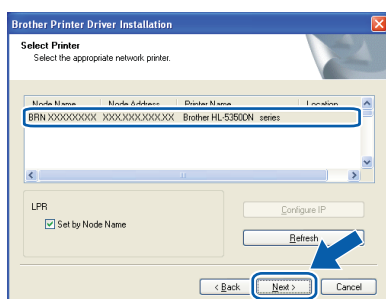 Brother Printer Driver Installation
Select Printer
Select the appropriate network printer.
Node Name Node Address Printer Name Location
BRN XXXXXXXXX XXX.XXX.XXX.XX Brother HL-5350DN series
LPR
Set by Node Name
Configure IP
Refresh
< Back Next > Cancel